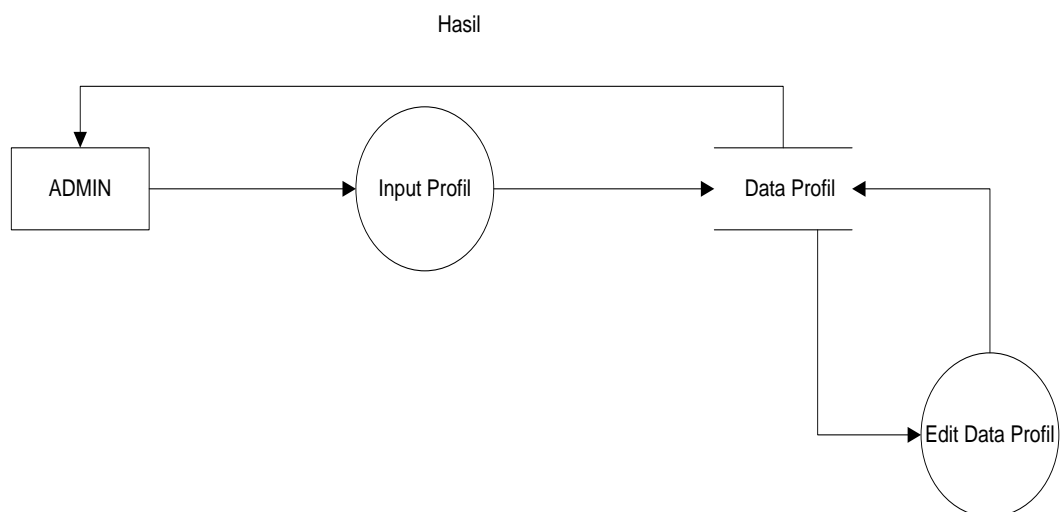 Hasil
ADMIN
Input Profil
Data Profil
Edit Data Profil